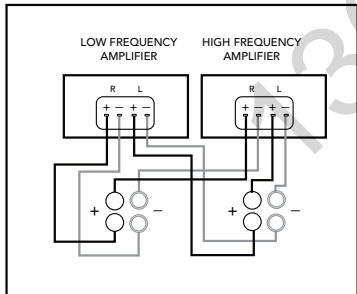 LOW FREQUENCY HIGH FREQUENCY
AMPLIFIER AMPLIFIER
R L R L
+ − + − + − + −
+ − + −